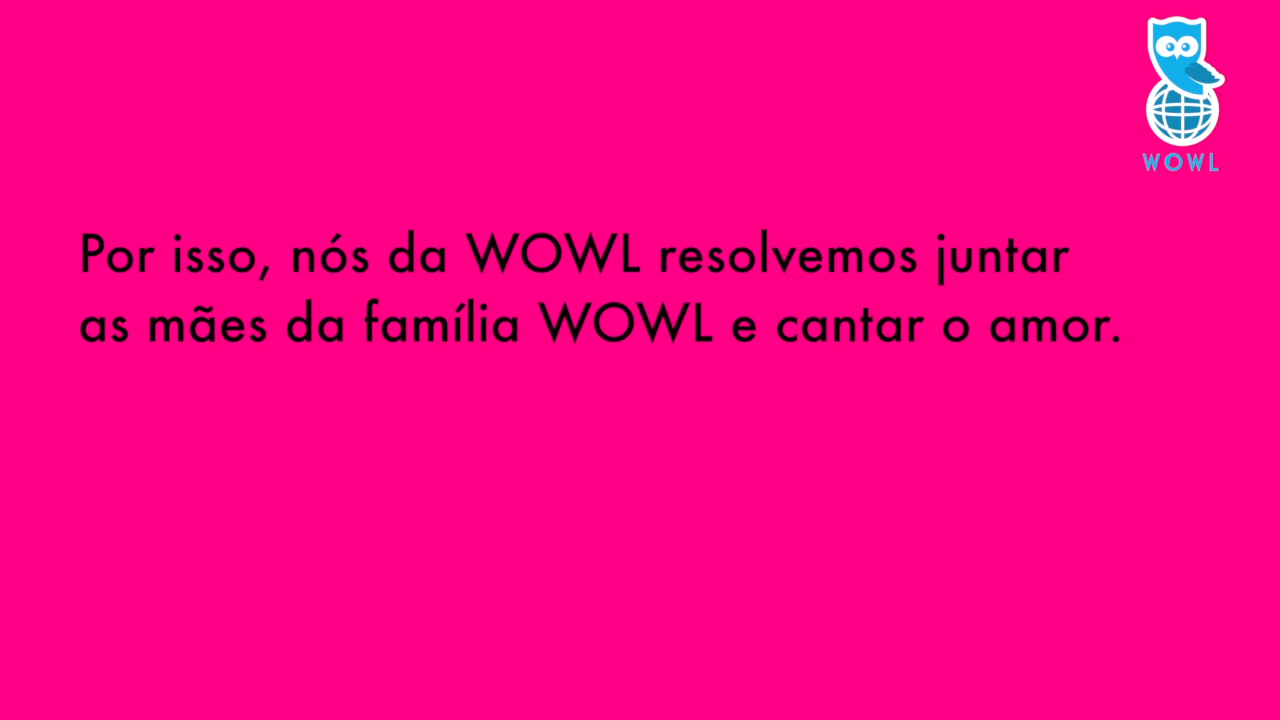 WOWL
Por isso, nós da WOWL resolvemos juntar
as mães da família WOWL e cantar o amor.